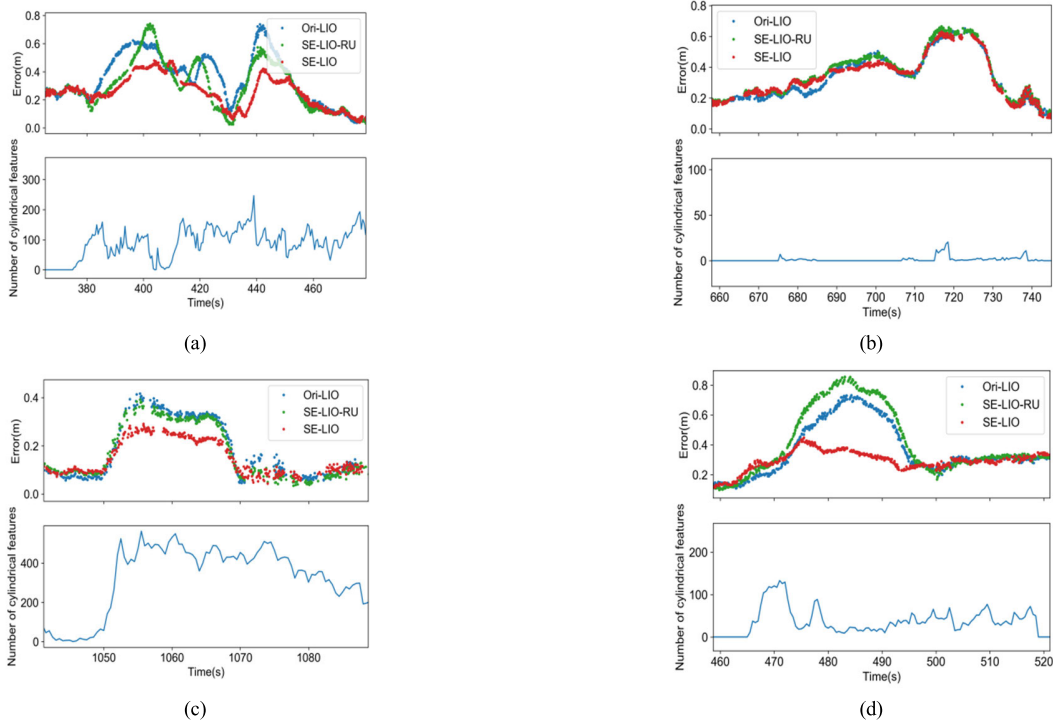 0.8
0.6
0.4
0.2
0.0
Error(m)
Ori-LIO
SE-LIO-RU
SE-LIO
300
200
100
0
Number of cylindrical features
380 400 420 440 460
Time(s)
(a)
0.8
0.6
0.4
0.2
0.0
Error(m)
Ori-LIO
SE-LIO-RU
SE-LIO
100
50
0
Number of cylindrical features
660 670 680 690 700 710 720 730 740
Time(s)
(b)
0.4
0.2
0.0
Error(m)
Ori-LIO
SE-LIO-RU
SE-LIO
400
200
0
Number of cylindrical features
1050 1060 1070 1080
Time(s)
(c)
0.8
0.6
0.4
0.2
Error(m)
Ori-LIO
SE-LIO-RU
SE-LIO
200
100
0
Number of cylindrical features
460 470 480 490 500 510 520
Time(s)
(d)